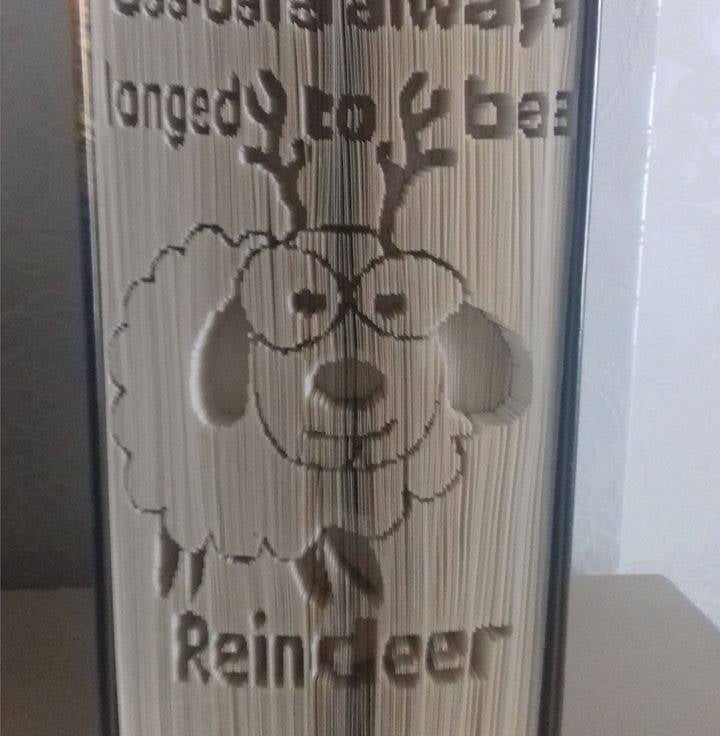 always
longed to be a
Reindeer